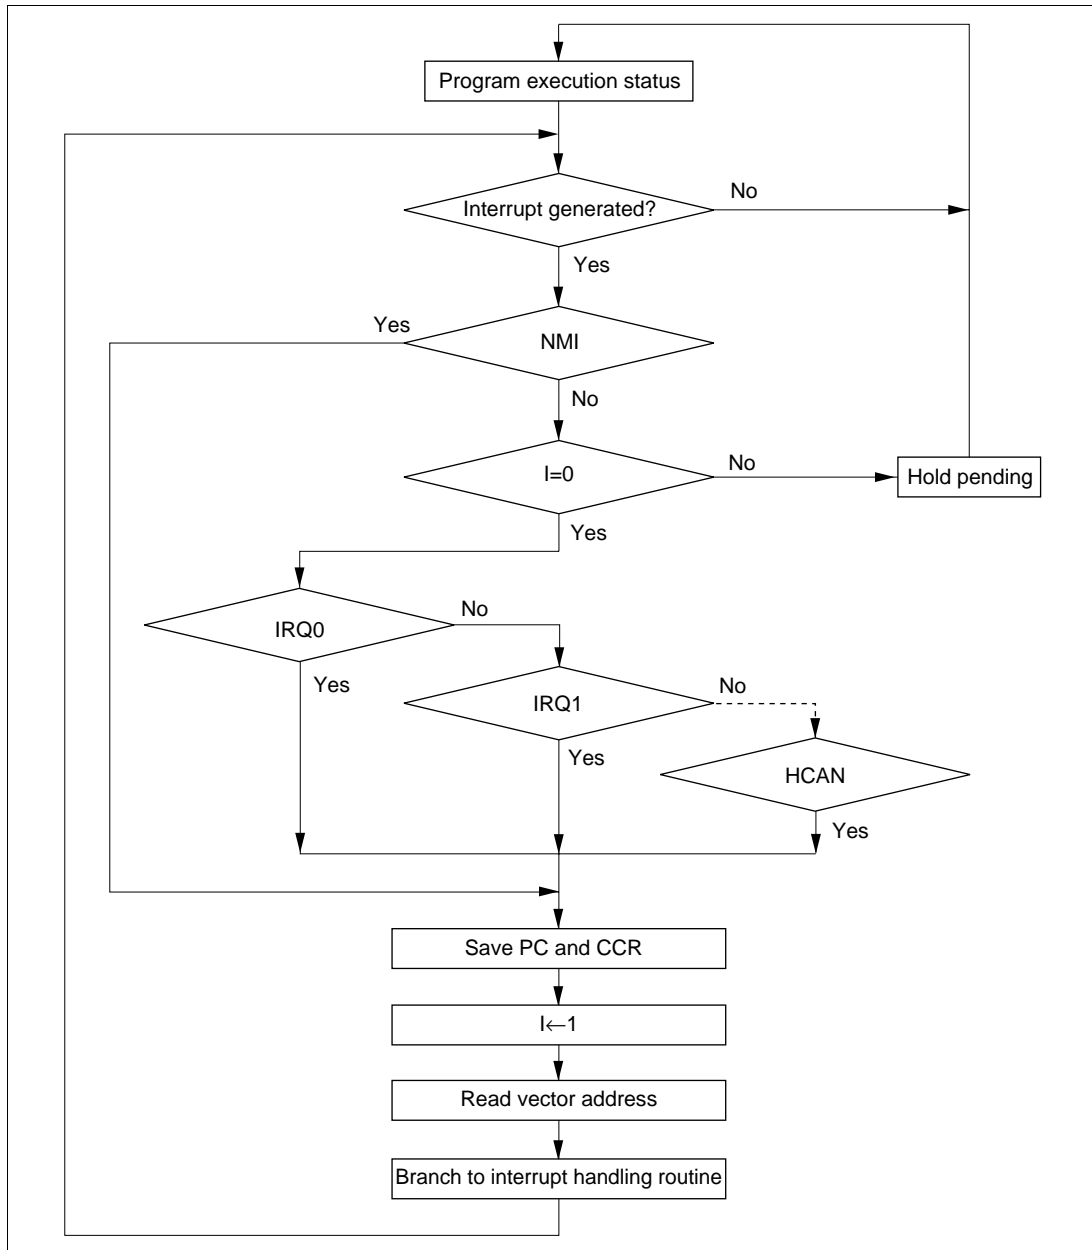 Program execution status
No
Interrupt generated?
Yes
Yes
NMI
No
I=0
No
Hold pending
Yes
No
IRQ0
Yes
No
IRQ1
Yes
HCAN
Yes
Save PC and CCR
I←1
Read vector address
Branch to interrupt handling routine